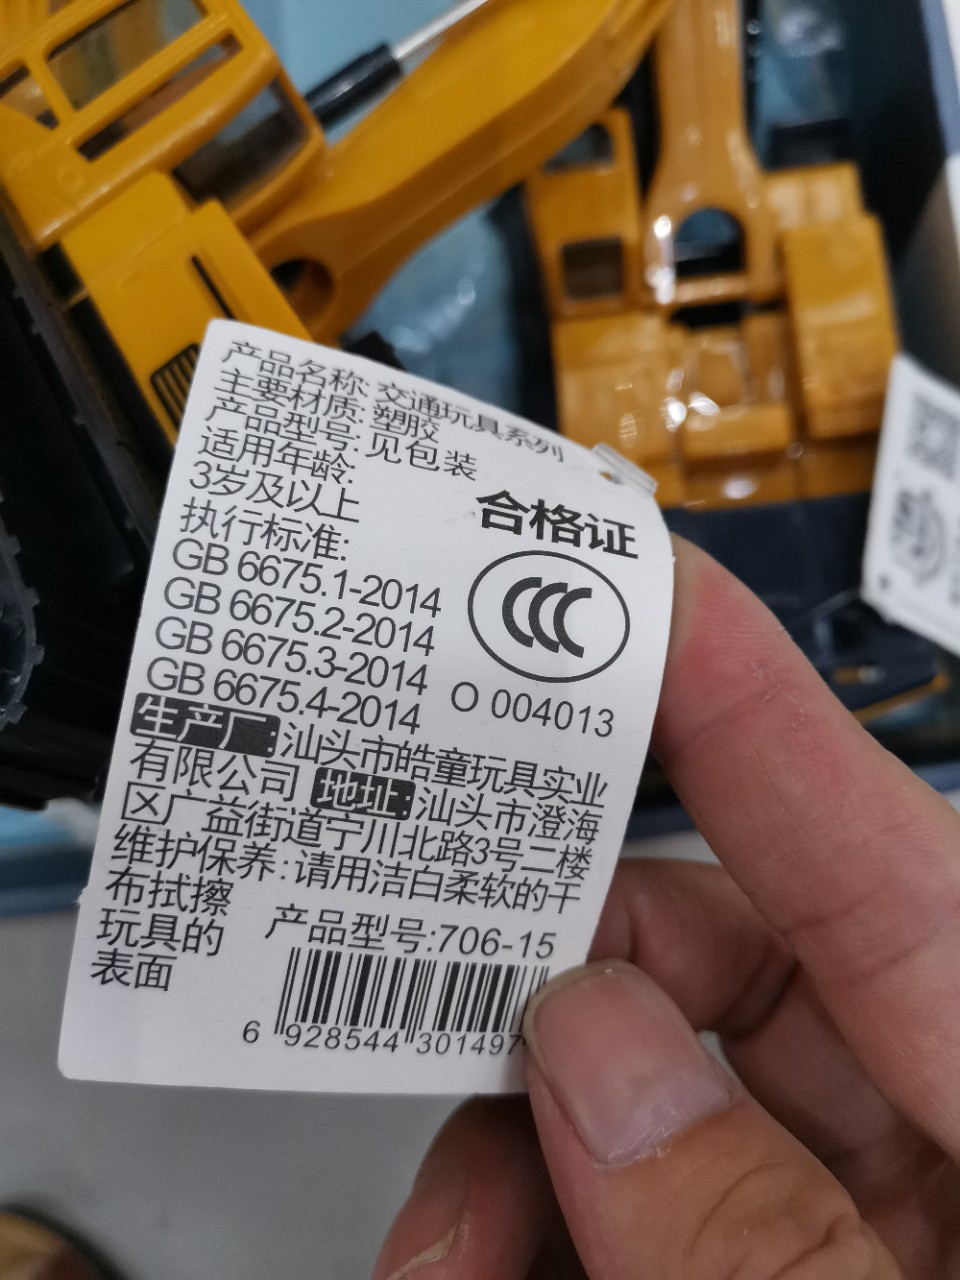 产品名称: 交通玩具系列
主要材质: 塑胶
产品型号: 见包装
适用年龄:
3岁及以上
执行标准:
GB 6675.1-2014
GB 6675.2-2014
GB 6675.3-2014
GB 6675.4-2014
合格证
CCC
O 004013
生产厂: 汕头市皓童玩具实业
有限公司 地址: 汕头市澄海
区广益街道宁川北路3号二楼
维护保养: 请用洁白柔软的干
布拭擦
玩具的
表面
产品型号:706-15
6 928544 301497